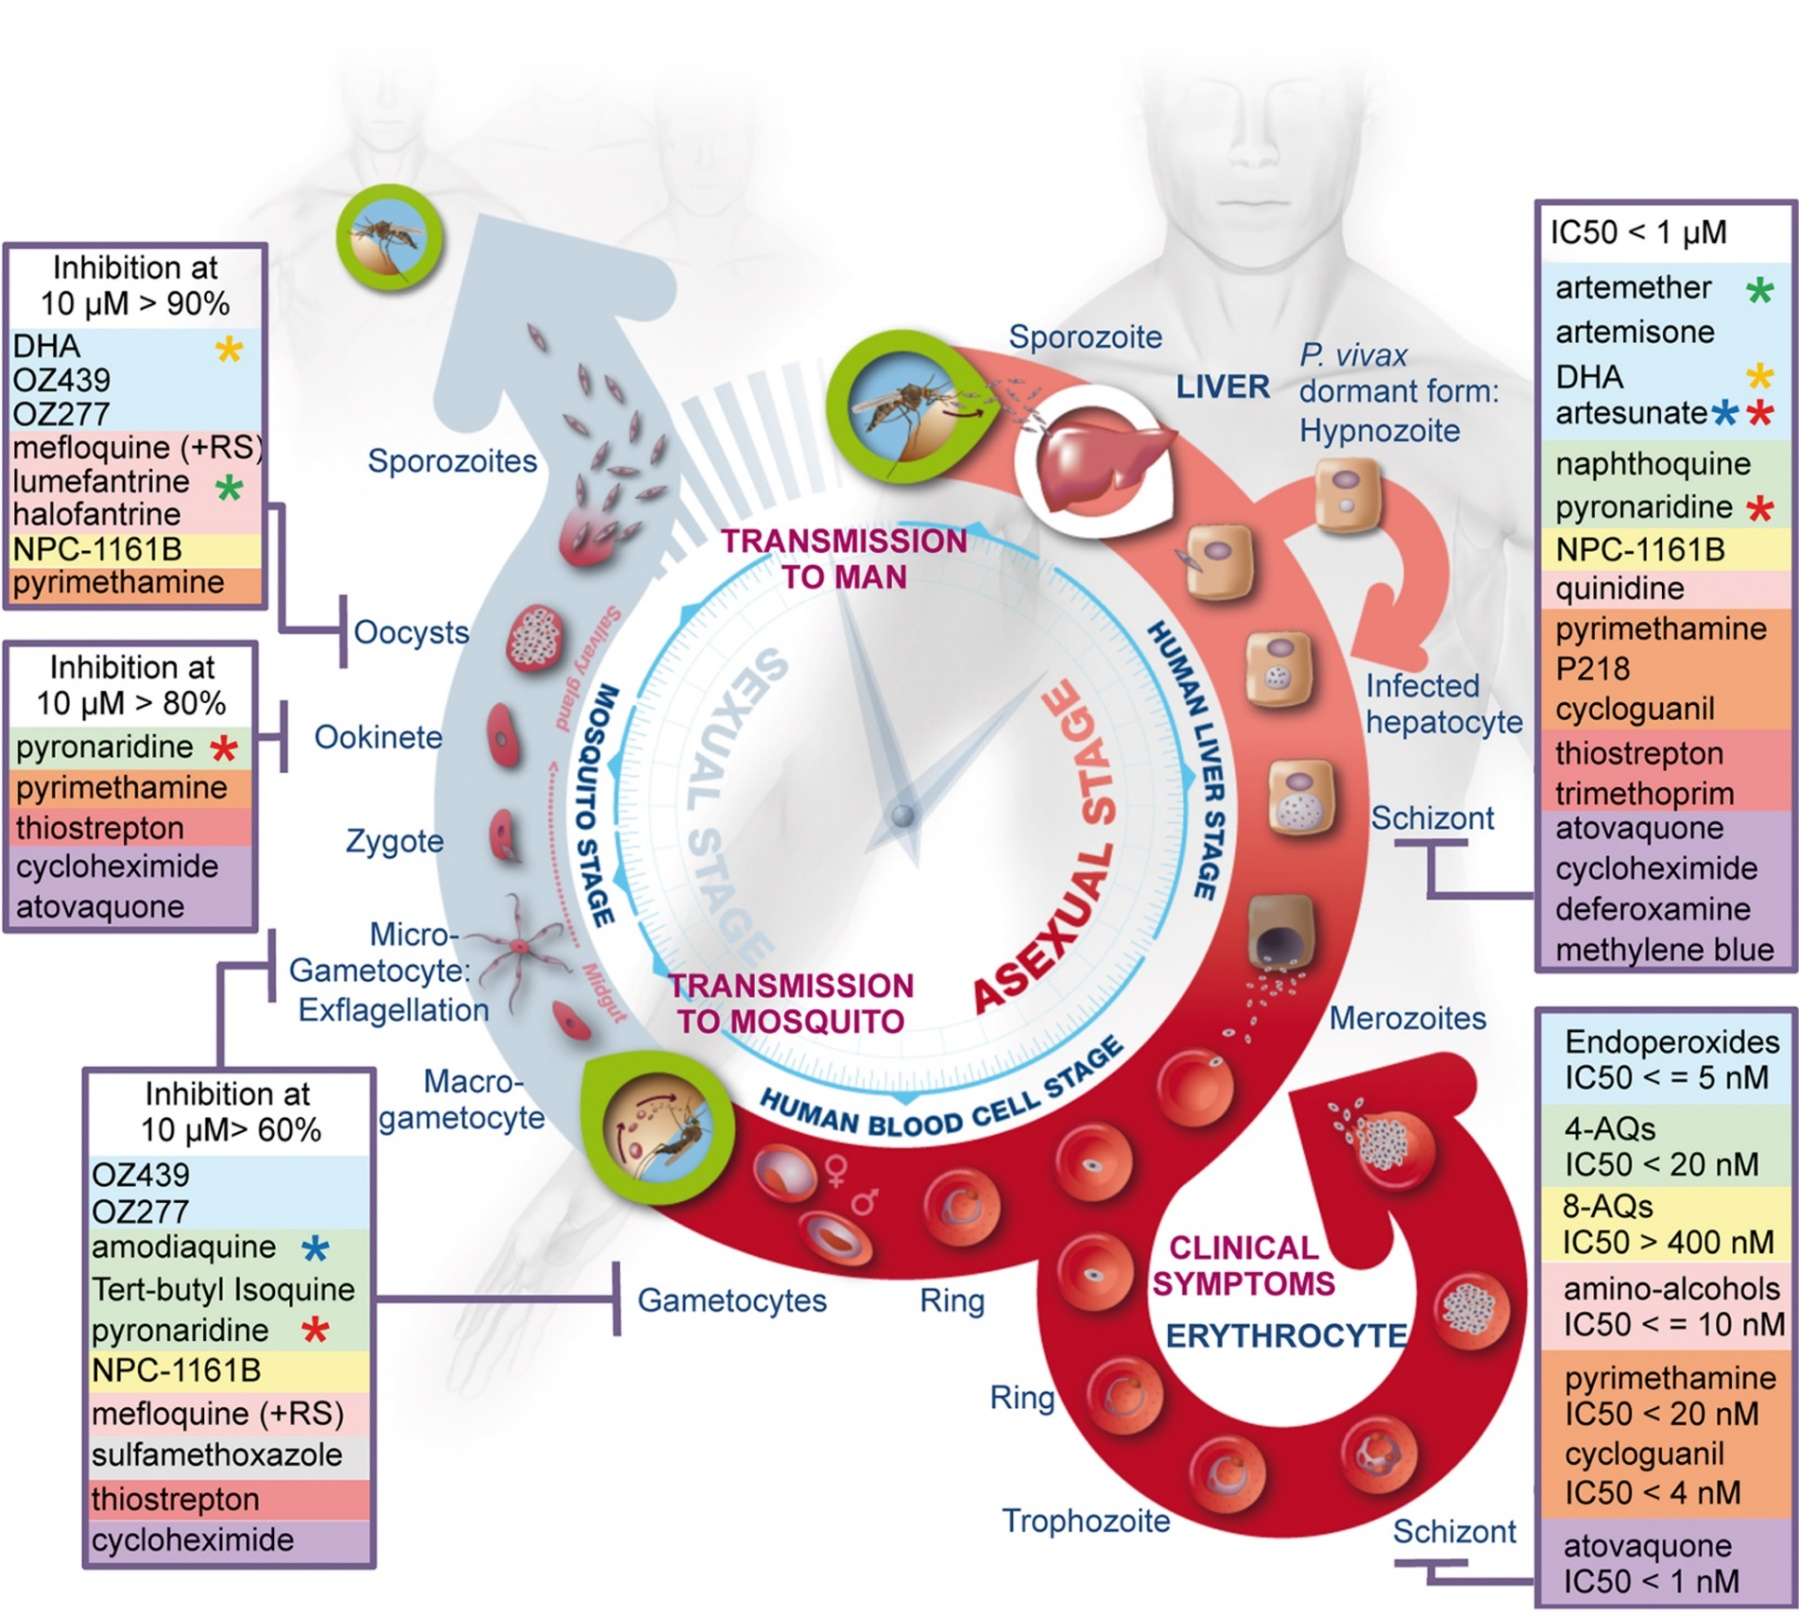 Inhibition at
10 µM > 90%
DHA *
OZ439
OZ277
mefloquine (+RS)
lumefantrine *
halofantrine
NPC-1161B
pyrimethamine
Inhibition at
10 µM > 80%
pyronaridine *
pyrimethamine
thiostrepton
cycloheximide
atovaquone
Inhibition at
10 µM> 60%
OZ439
OZ277
amodiaquine *
Tert-butyl Isoquine
pyronaridine *
NPC-1161B
mefloquine (+RS)
sulfamethoxazole
thiostrepton
cycloheximide
Sporozoites
Oocysts
Ookinete
Zygote
Micro-
Gametocyte:
Exflagellation
Macro-
gametocyte
Salivary gland
Midgut
MOSQUITO STAGE
SEXUAL STAGE
TRANSMISSION
TO MAN
TRANSMISSION
TO MOSQUITO
ASEXUAL STAGE
HUMAN LIVER STAGE
HUMAN BLOOD CELL STAGE
Sporozoite
LIVER
P. vivax
dormant form:
Hypnozoite
Infected
hepatocyte
Schizont
Merozoites
♀
♂
Gametocytes
Ring
CLINICAL
SYMPTOMS
ERYTHROCYTE
Ring
Trophozoite
Schizont
IC50 < 1 µM
artemether *
artemisone
DHA *
artesunate * *
naphthoquine
pyronaridine *
NPC-1161B
quinidine
pyrimethamine
P218
cycloguanil
thiostrepton
trimethoprim
atovaquone
cycloheximide
deferoxamine
methylene blue
Endoperoxides
IC50 < = 5 nM
4-AQs
IC50 < 20 nM
8-AQs
IC50 > 400 nM
amino-alcohols
IC50 < = 10 nM
pyrimethamine
IC50 < 20 nM
cycloguanil
IC50 < 4 nM
atovaquone
IC50 < 1 nM